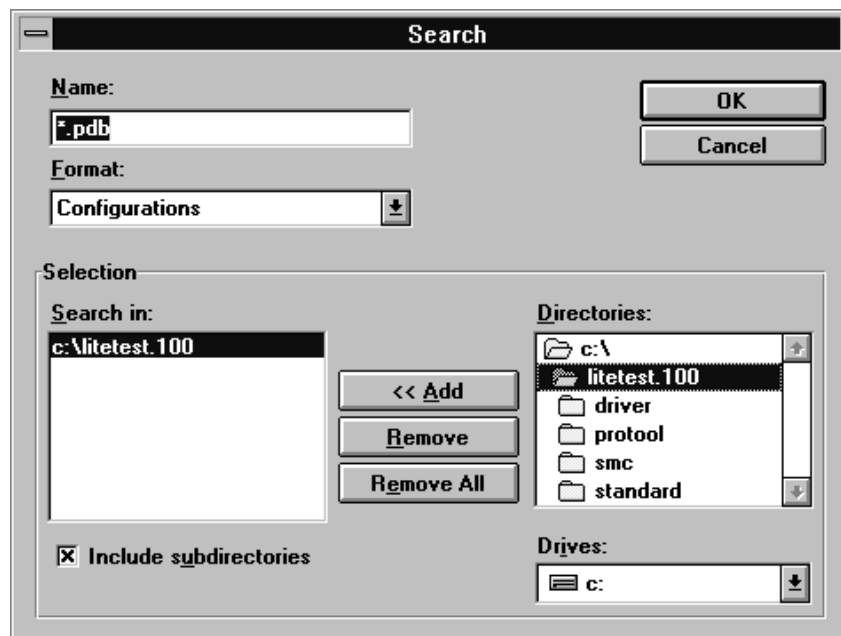 Search
Name:
*.pdb
OK
Cancel
Format:
Configurations
Selection
Search in:
c:\litetest.100
<< Add
Remove
Remove All
Include subdirectories
Directories:
c:\
litetest.100
driver
protool
smc
standard
Drives:
c: